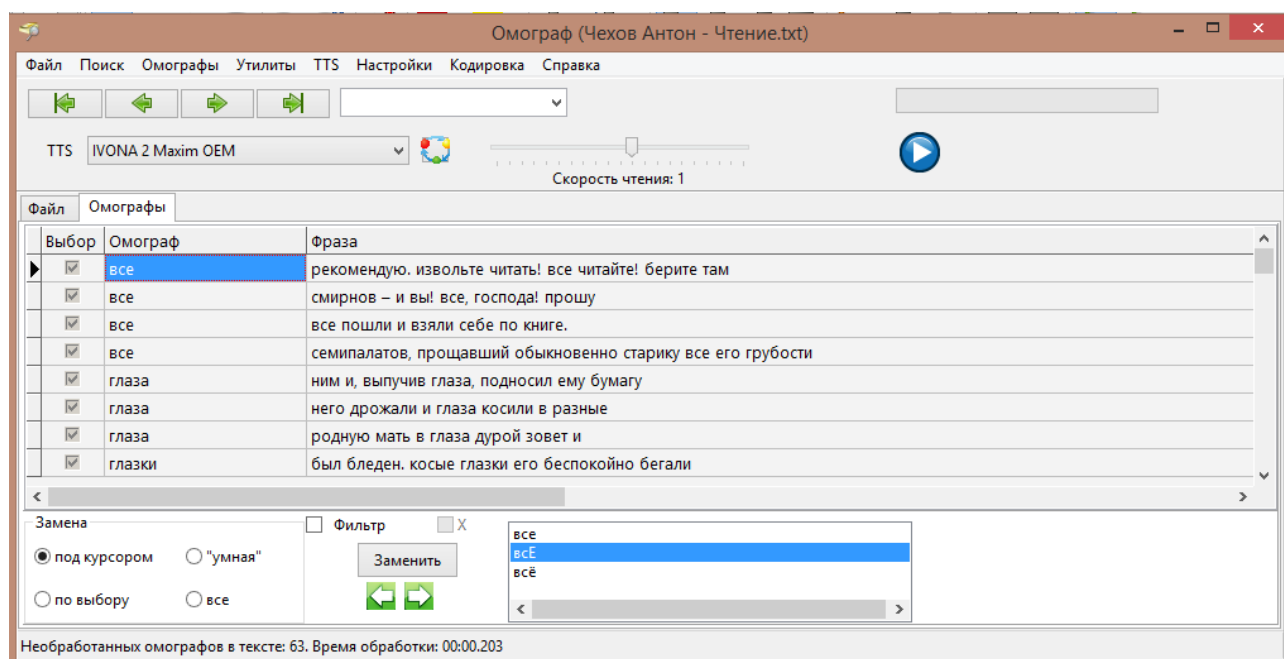 Омограф (Чехов Антон - Чтение.txt)
Файл Поиск Омографы Утилиты TTS Настройки Кодировка Справка
TTS IVONA 2 Maxim OEM
Скорость чтения: 1
Файл Омографы
Выбор Омограф Фраза
все рекомендую. извольте читать! все читайте! берите там
все смирнов – и вы! все, господа! прошу
все все пошли и взяли себе по книге.
все семипалатов, прощавший обыкновенно старику все его грубости
глаза ним и, выпучив глаза, подносил ему бумагу
глаза него дрожали и глаза косили в разные
глаза родную мать в глаза дурой зовет и
глазки был бледен. косые глазки его беспокойно бегали
Замена
под курсором "умная"
по выбору все
Фильтр X
Заменить
все
всЕ
всё
Необработанных омографов в тексте: 63. Время обработки: 00:00.203